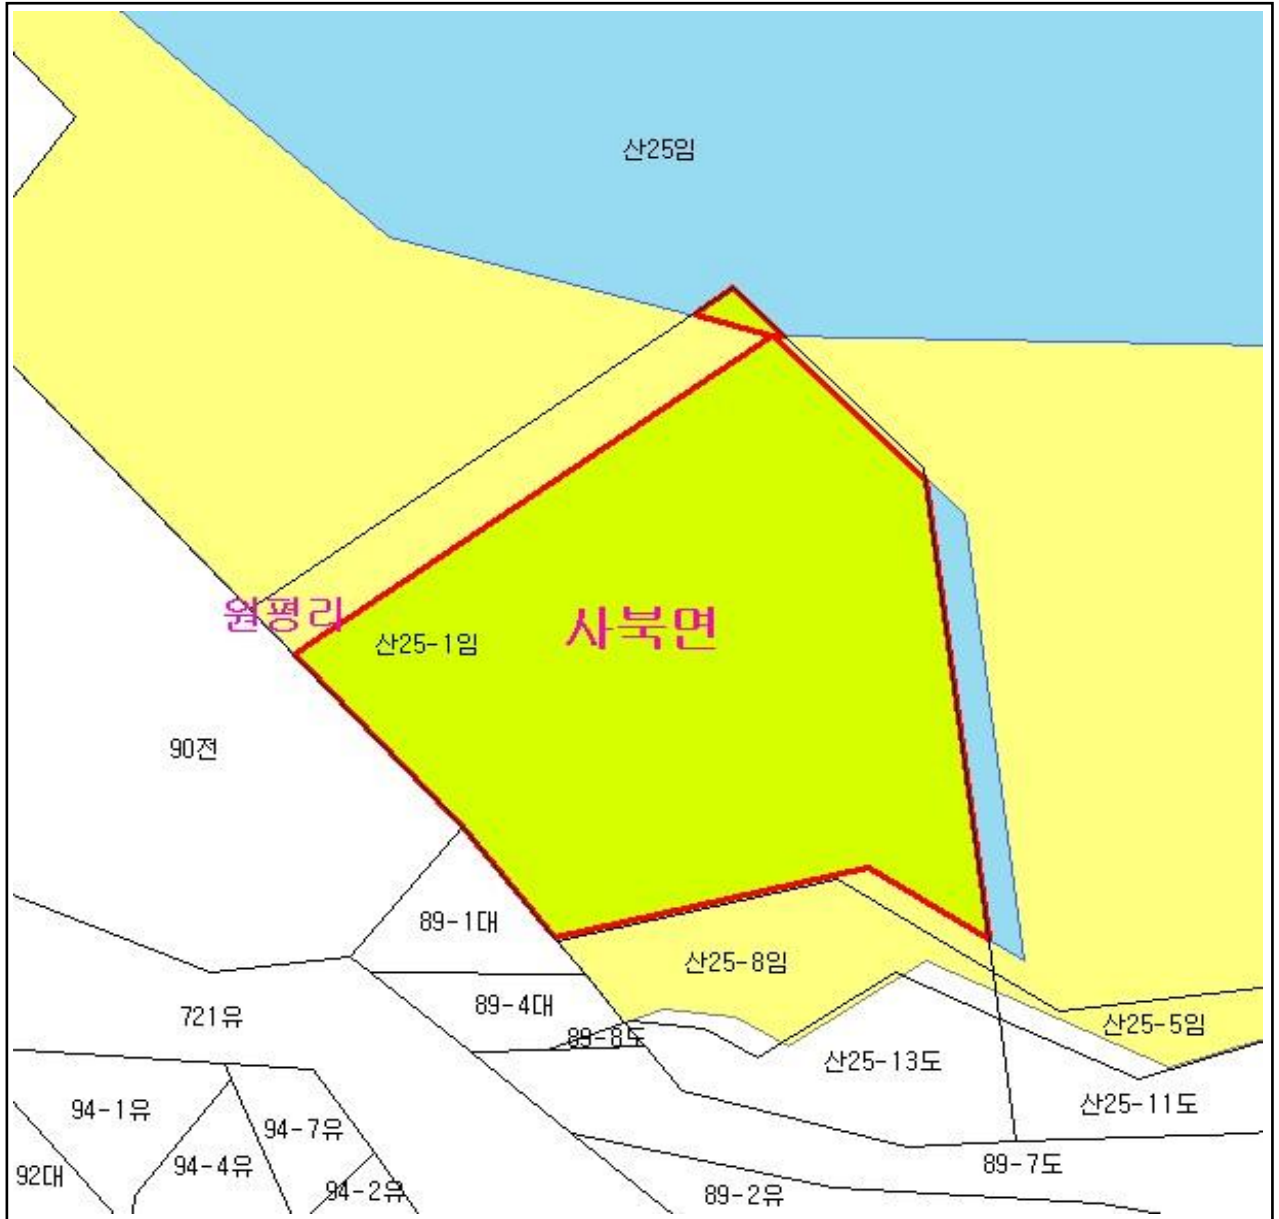 산25임
원평리
산25-1임
사북면
90전
89-1대
산25-8임
89-4대
721유
89-8도
산25-5임
산25-13도
94-1유
94-7유
산25-11도
94-4유
89-7도
92대
94-2유
89-2유